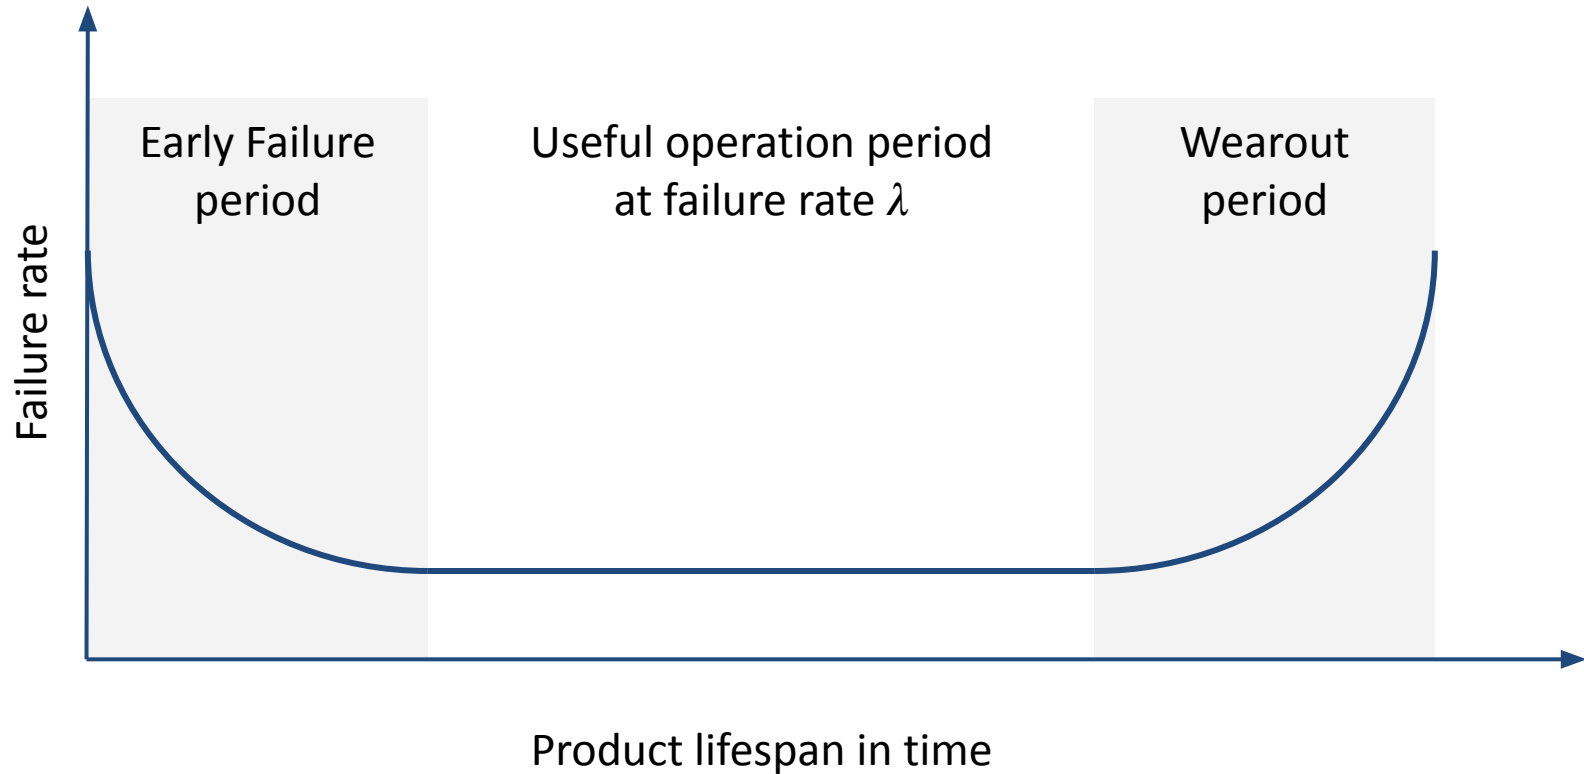 Early Failure
period
Useful operation period
at failure rate λ
Wearout
period
Failure rate
Product lifespan in time